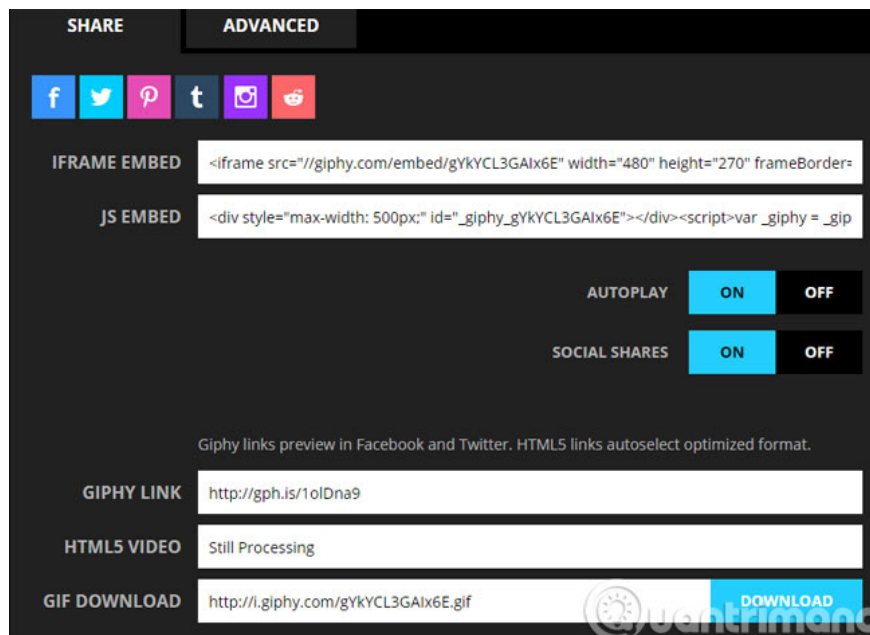 SHARE ADVANCED
f t
IFRAME EMBED <iframe src="//giphy.com/embed/gYkYCL3GAIx6E" width="480" height="270" frameBorder=
JS EMBED <div style="max-width: 500px;" id="_giphy_gYkYCL3GAIx6E"></div><script>var _giphy = _gip
AUTOPLAY ON OFF
SOCIAL SHARES ON OFF
Giphy links preview in Facebook and Twitter. HTML5 links autoselect optimized format.
GIPHY LINK http://gph.is/1olDna9
HTML5 VIDEO Still Processing
GIF DOWNLOAD http://i.giphy.com/gYkYCL3GAIx6E.gif DOWNLOAD
uantrimang